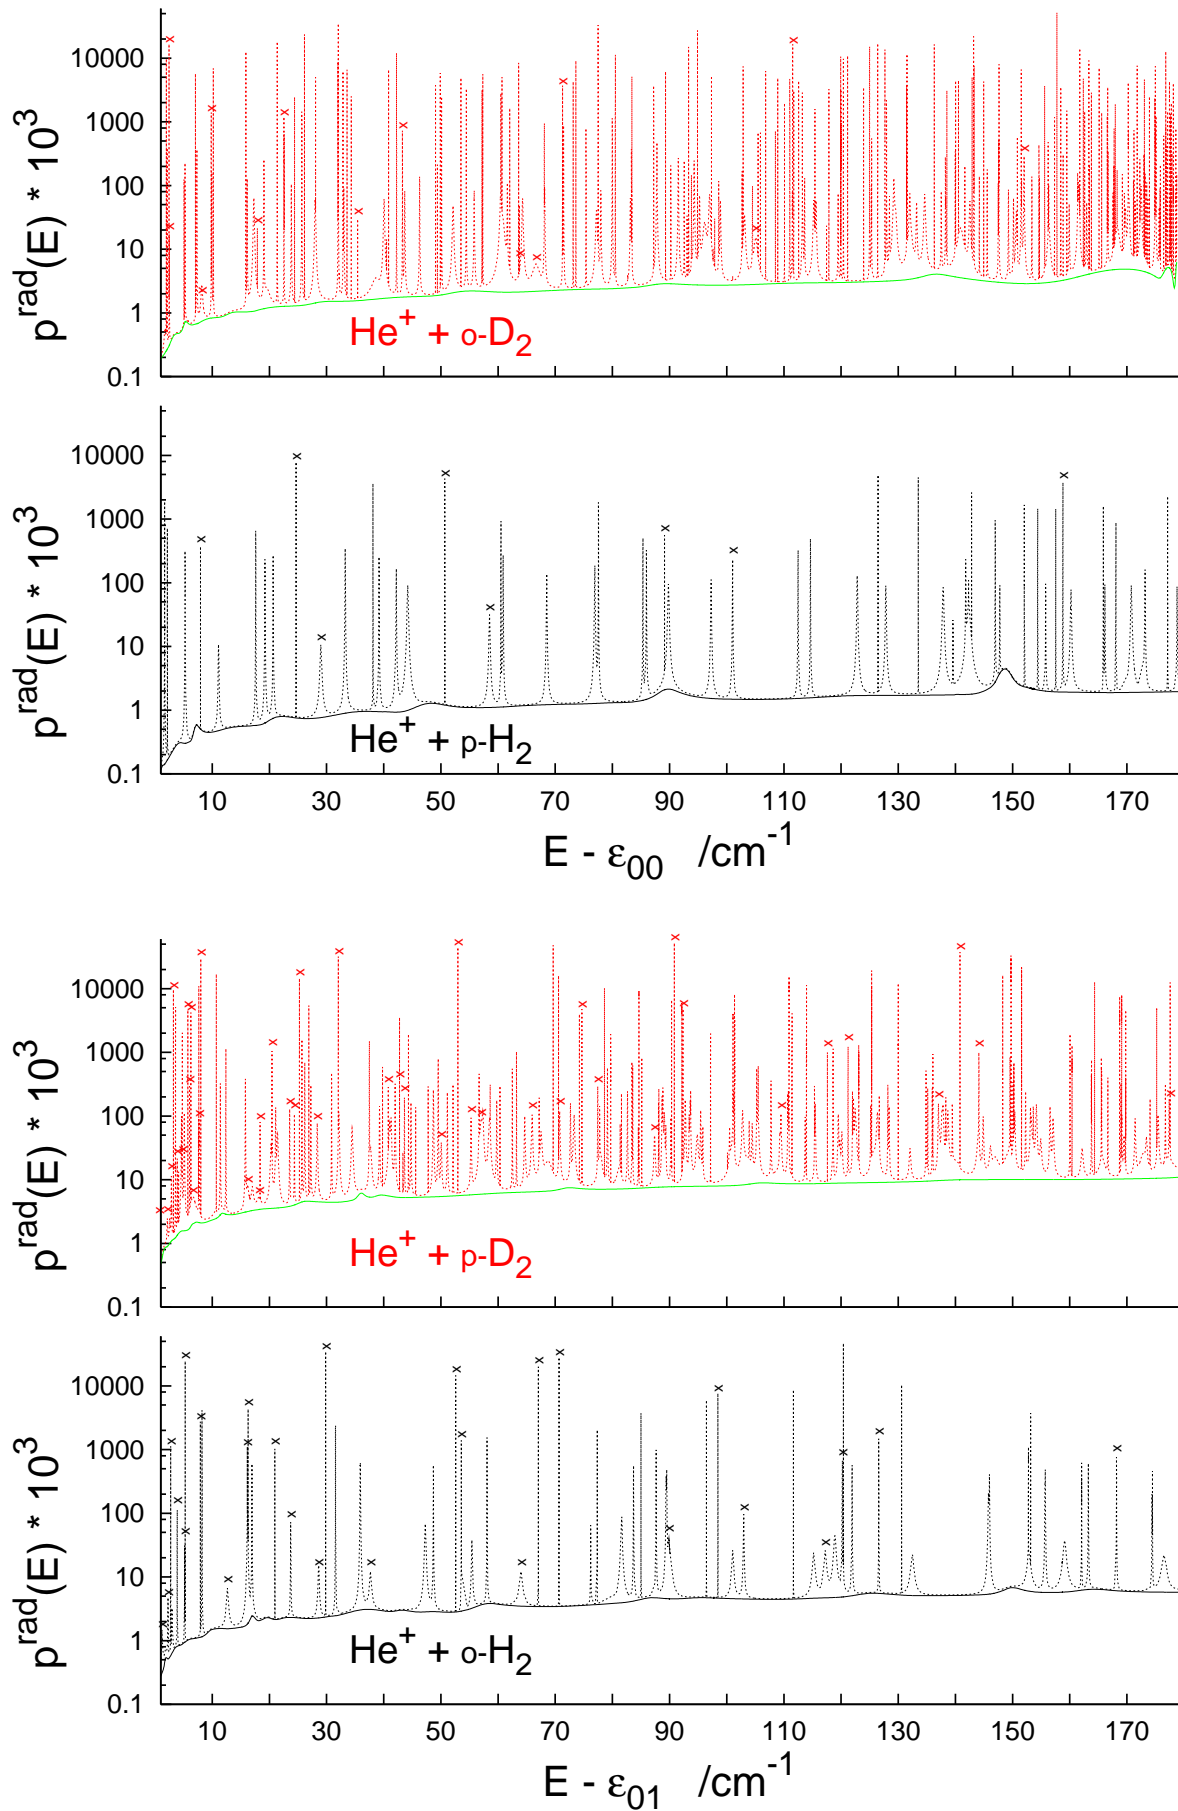 p^rad(E) * 10^3
10000
1000
100
10
1
0.1
He^+ + o-D_2
p^rad(E) * 10^3
10000
1000
100
10
1
0.1
He^+ + p-H_2
10 30 50 70 90 110 130 150 170
E - ε_00 /cm^-1
p^rad(E) * 10^3
10000
1000
100
10
1
0.1
He^+ + p-D_2
p^rad(E) * 10^3
10000
1000
100
10
1
0.1
He^+ + o-H_2
10 30 50 70 90 110 130 150 170
E - ε_01 /cm^-1